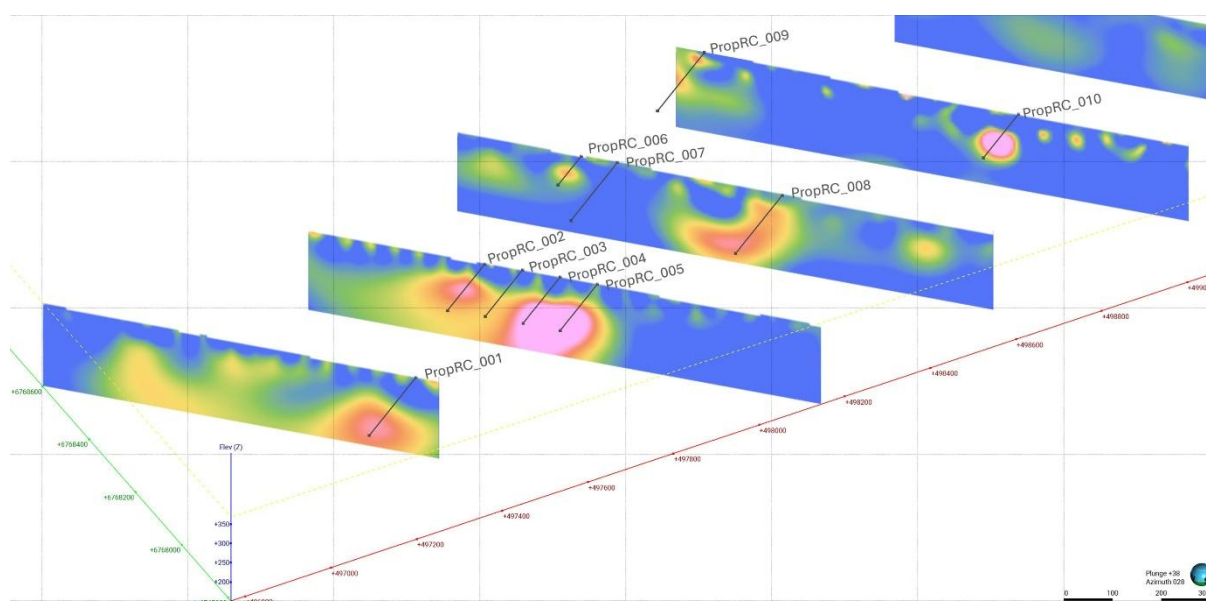 PropRC_009
PropRC_010
PropRC_006
PropRC_007
PropRC_008
PropRC_002
PropRC_003
PropRC_004
PropRC_005
PropRC_001
+498800
+498600
+498400
+498200
+498000
+497800
+497600
+497400
+497200
+497000
+6768600
+6768400
+6768200
+6768000
Elev (Z)
+350
+300
+250
+200
Plunge +38
Azimuth 028
0 100 200